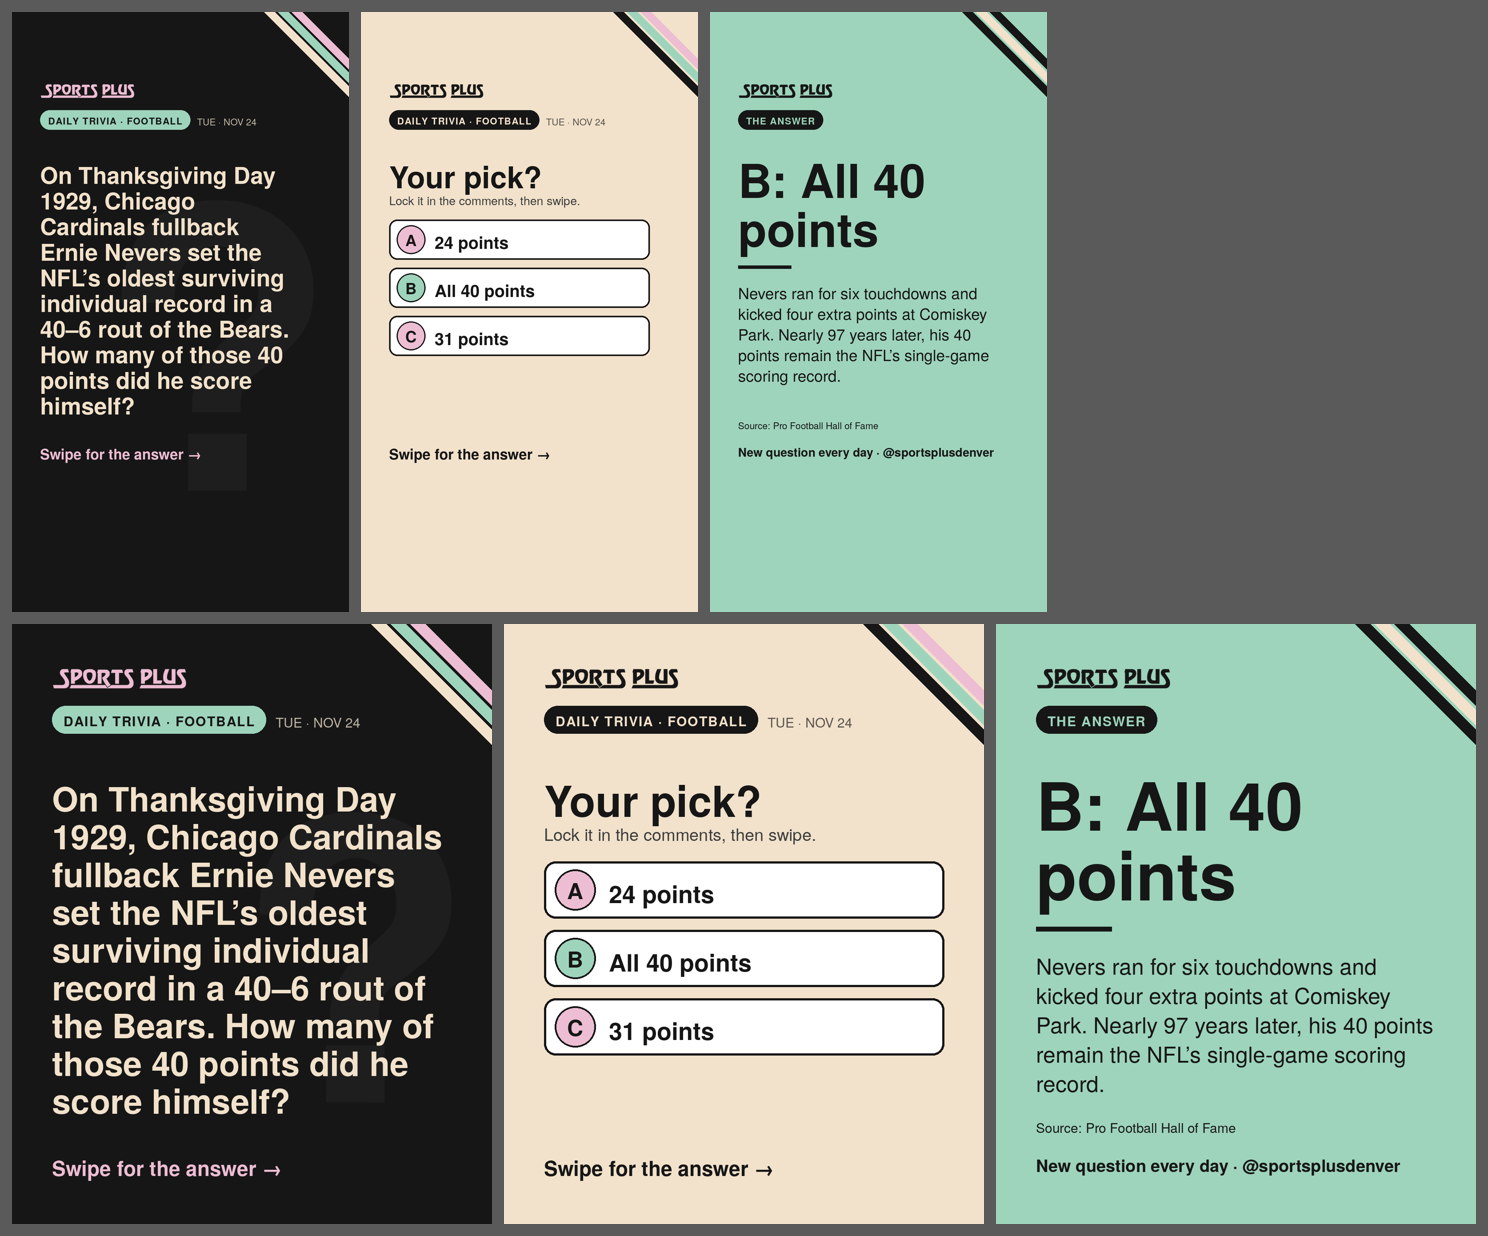 SPORTS PLUS
DAILY TRIVIA · FOOTBALL TUE · NOV 24
On Thanksgiving Day
1929, Chicago
Cardinals fullback
Ernie Nevers set the
NFL’s oldest surviving
individual record in a
40–6 rout of the Bears.
How many of those 40
points did he score
himself?
Swipe for the answer →
?
SPORTS PLUS
DAILY TRIVIA · FOOTBALL TUE · NOV 24
Your pick?
Lock it in the comments, then swipe.
A 24 points
B All 40 points
C 31 points
Swipe for the answer →
SPORTS PLUS
THE ANSWER
B: All 40
points
Nevers ran for six touchdowns and
kicked four extra points at Comiskey
Park. Nearly 97 years later, his 40
points remain the NFL’s single-game
scoring record.
Source: Pro Football Hall of Fame
New question every day · @sportsplusdenver
SPORTS PLUS
DAILY TRIVIA · FOOTBALL TUE · NOV 24
On Thanksgiving Day
1929, Chicago Cardinals
fullback Ernie Nevers
set the NFL’s oldest
surviving individual
record in a 40–6 rout of
the Bears. How many of
those 40 points did he
score himself?
Swipe for the answer →
?
SPORTS PLUS
DAILY TRIVIA · FOOTBALL TUE · NOV 24
Your pick?
Lock it in the comments, then swipe.
A 24 points
B All 40 points
C 31 points
Swipe for the answer →
SPORTS PLUS
THE ANSWER
B: All 40
points
Nevers ran for six touchdowns and
kicked four extra points at Comiskey
Park. Nearly 97 years later, his 40 points
remain the NFL’s single-game scoring
record.
Source: Pro Football Hall of Fame
New question every day · @sportsplusdenver